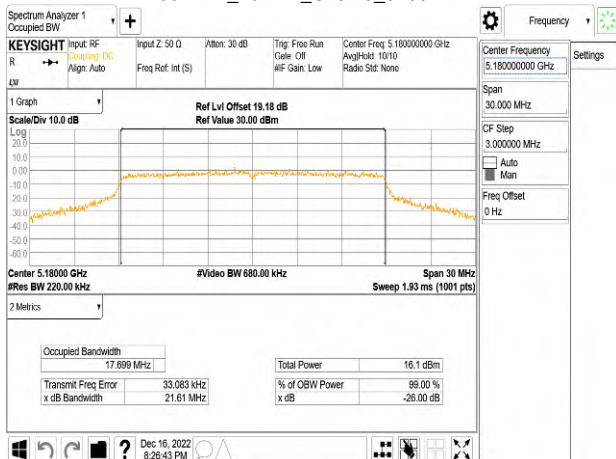 Spectrum Analyzer 1
Occupied BW
Frequency
KEYSIGHT
R
Input: RF
Coupling: DC
Align: Auto
Input Z: 50 Ω
Freq Ref: Int (S)
Atten: 30 dB
Trig: Free Run
Gate: Off
#IF Gain: Low
Center Freq: 5.180000000 GHz
Avg|Hold: 10/10
Radio Std: None
Center Frequency
5.180000000 GHz
Settings
Span
30.000 MHz
CF Step
3.000000 MHz
Auto
Man
Freq Offset
0 Hz
1 Graph
Scale/Div 10.0 dB
Ref Lvl Offset 19.18 dB
Ref Value 30.00 dBm
Log
20.0
10.0
0.00
-10.0
-20.0
-30.0
-40.0
-50.0
-60.0
Center 5.18000 GHz
#Video BW 680.00 kHz
Span 30 MHz
#Res BW 220.00 kHz
Sweep 1.93 ms (1001 pts)
2 Metrics
Occupied Bandwidth
17.699 MHz
Total Power 16.1 dBm
Transmit Freq Error 33.083 kHz
% of OBW Power 99.00 %
x dB Bandwidth 21.61 MHz
x dB -26.00 dB
?
Dec 16, 2022
8:26:43 PM